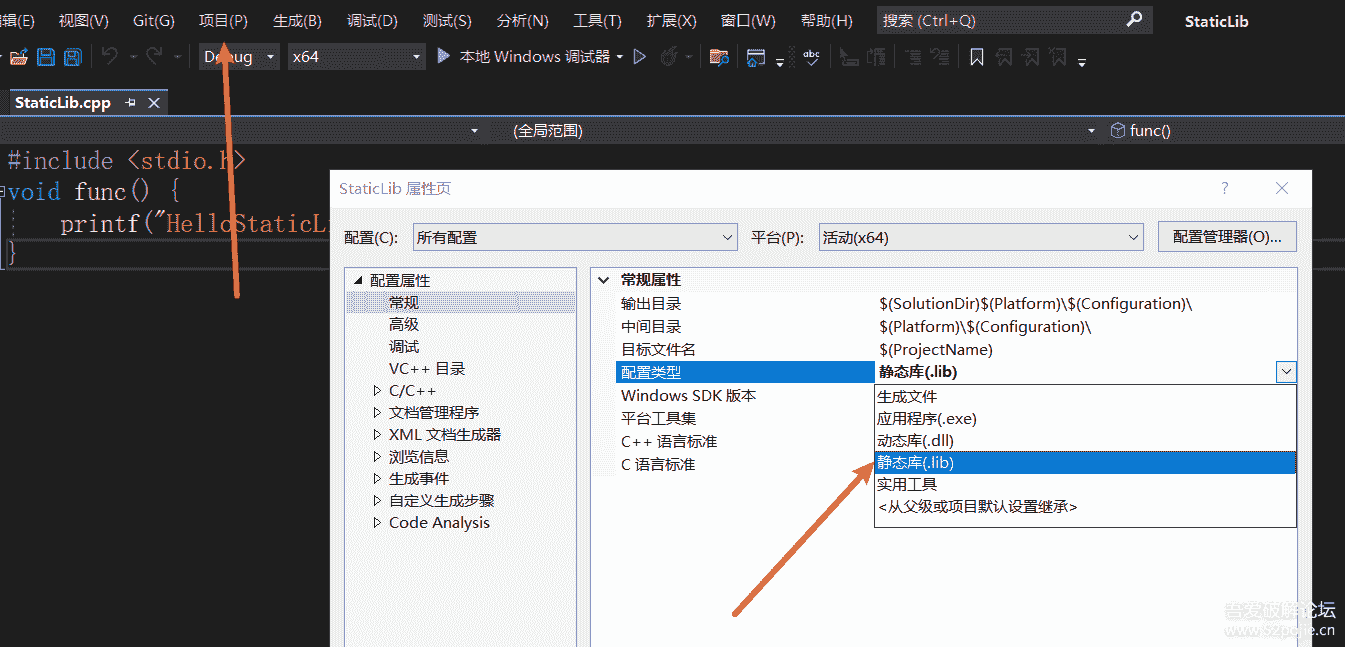 辑(E) 视图(V) Git(G) 项目(P) 生成(B) 调试(D) 测试(S) 分析(N) 工具(T) 扩展(X) 窗口(W) 帮助(H) 搜索 (Ctrl+Q) StaticLib
Debug x64 本地 Windows 调试器 abc
StaticLib.cpp
(全局范围) func()
#include <stdio.h>
void func() {
printf("HelloStaticLi
}
StaticLib 属性页 ?
配置(C): 所有配置 平台(P): 活动(x64) 配置管理器(O)...
配置属性
常规
高级
调试
VC++ 目录
C/C++
文档管理程序
XML 文档生成器
浏览信息
生成事件
自定义生成步骤
Code Analysis
常规属性
输出目录 $(SolutionDir)$(Platform)\$(Configuration)\
中间目录 $(Platform)\$(Configuration)\
目标文件名 $(ProjectName)
配置类型 静态库(.lib)
Windows SDK 版本
平台工具集
C++ 语言标准
C 语言标准
生成文件
应用程序(.exe)
动态库(.dll)
静态库(.lib)
实用工具
<从父级或项目默认设置继承>
吾爱破解论坛
www.52pojie.cn